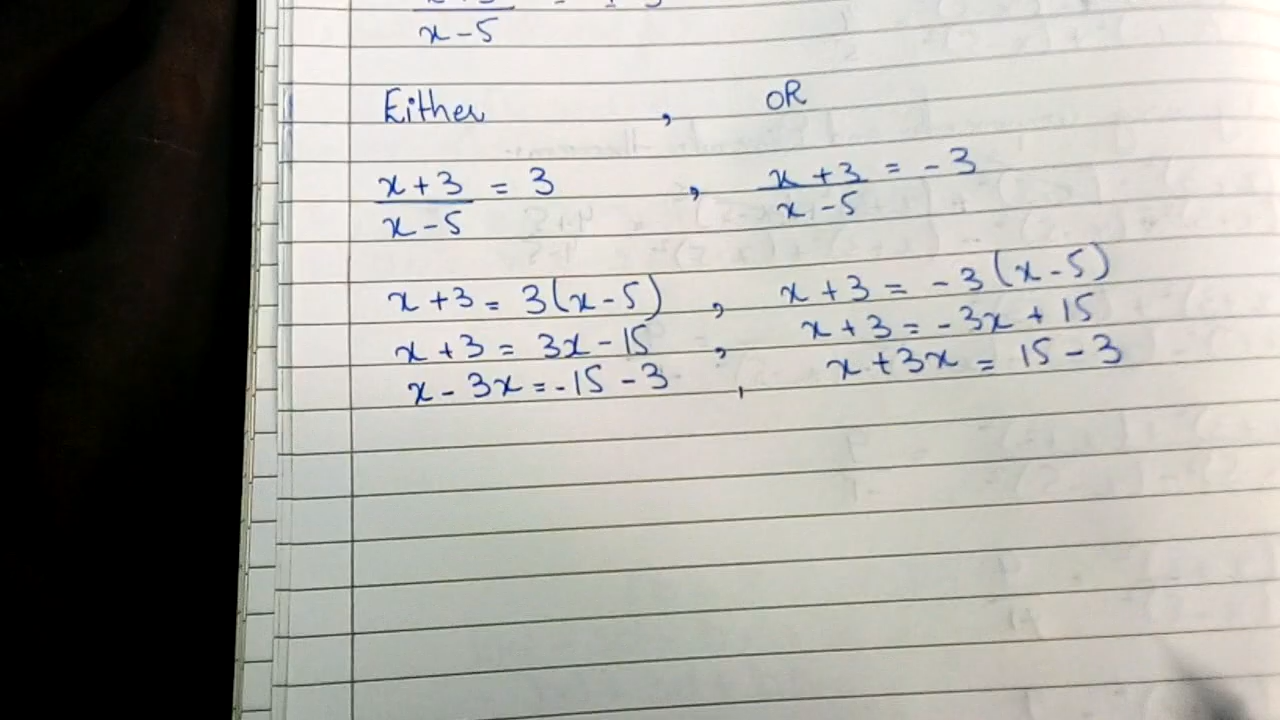 x - 5
Either , OR
x + 3 / x - 5 = 3 , x + 3 / x - 5 = - 3
x + 3 = 3(x - 5) , x + 3 = - 3(x - 5)
x + 3 = 3x - 15 , x + 3 = - 3x + 15
x - 3x = - 15 - 3 , x + 3x = 15 - 3